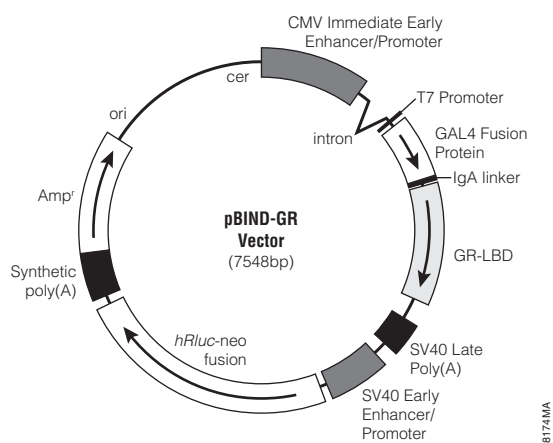 CMV Immediate Early
Enhancer/Promoter
cer
T7 Promoter
ori
intron
GAL4 Fusion
Protein
IgA linker
Ampʳ
pBIND-GR
Vector
(7548bp)
GR-LBD
Synthetic
poly(A)
hRluc-neo
fusion
SV40 Late
Poly(A)
SV40 Early
Enhancer/
Promoter
8174MA